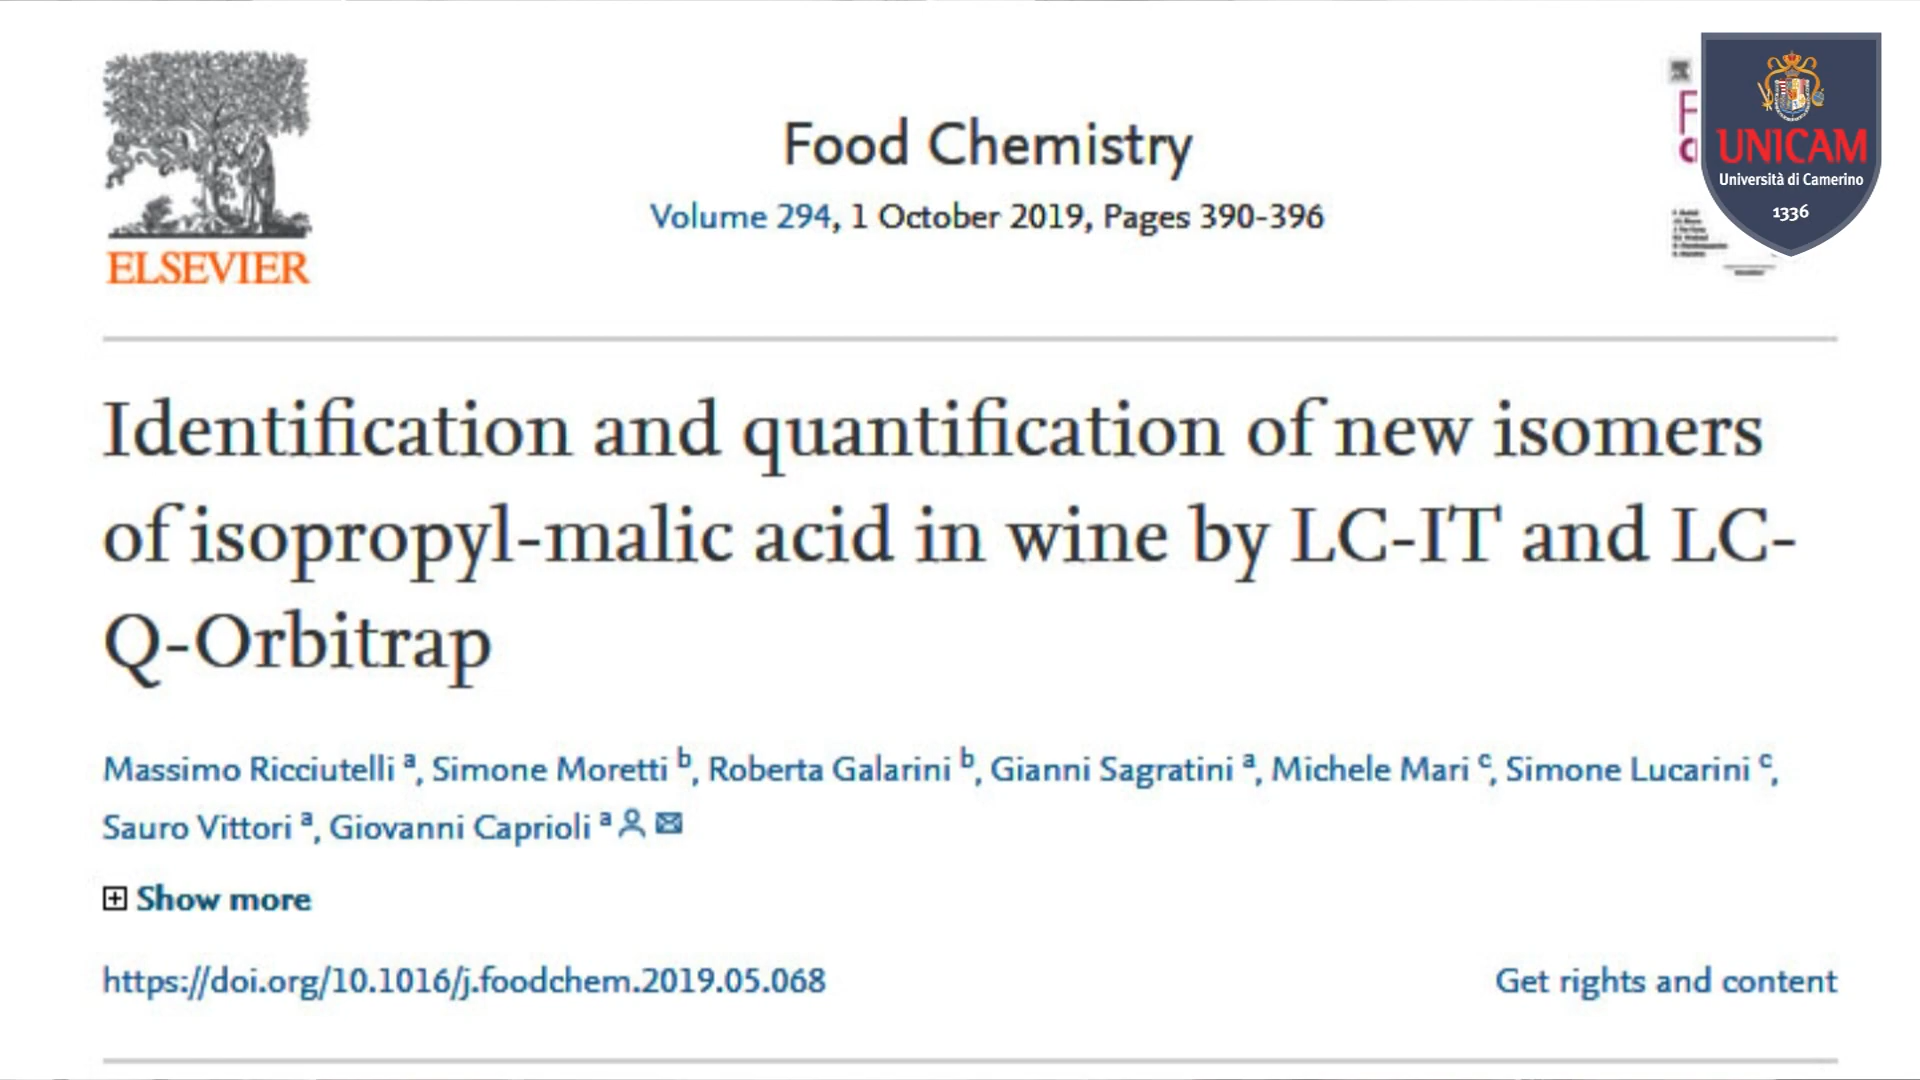 ELSEVIER
Food Chemistry
Volume 294, 1 October 2019, Pages 390-396
F
UNICAM
Università di Camerino
1336
Identification and quantification of new isomers
of isopropyl-malic acid in wine by LC-IT and LC-
Q-Orbitrap
Massimo Ricciutelli ᵃ, Simone Moretti ᵇ, Roberta Galarini ᵇ, Gianni Sagratini ᵃ, Michele Mari ᶜ, Simone Lucarini ᶜ,
Sauro Vittori ᵃ, Giovanni Caprioli ᵃ
Show more
https://doi.org/10.1016/j.foodchem.2019.05.068
Get rights and content